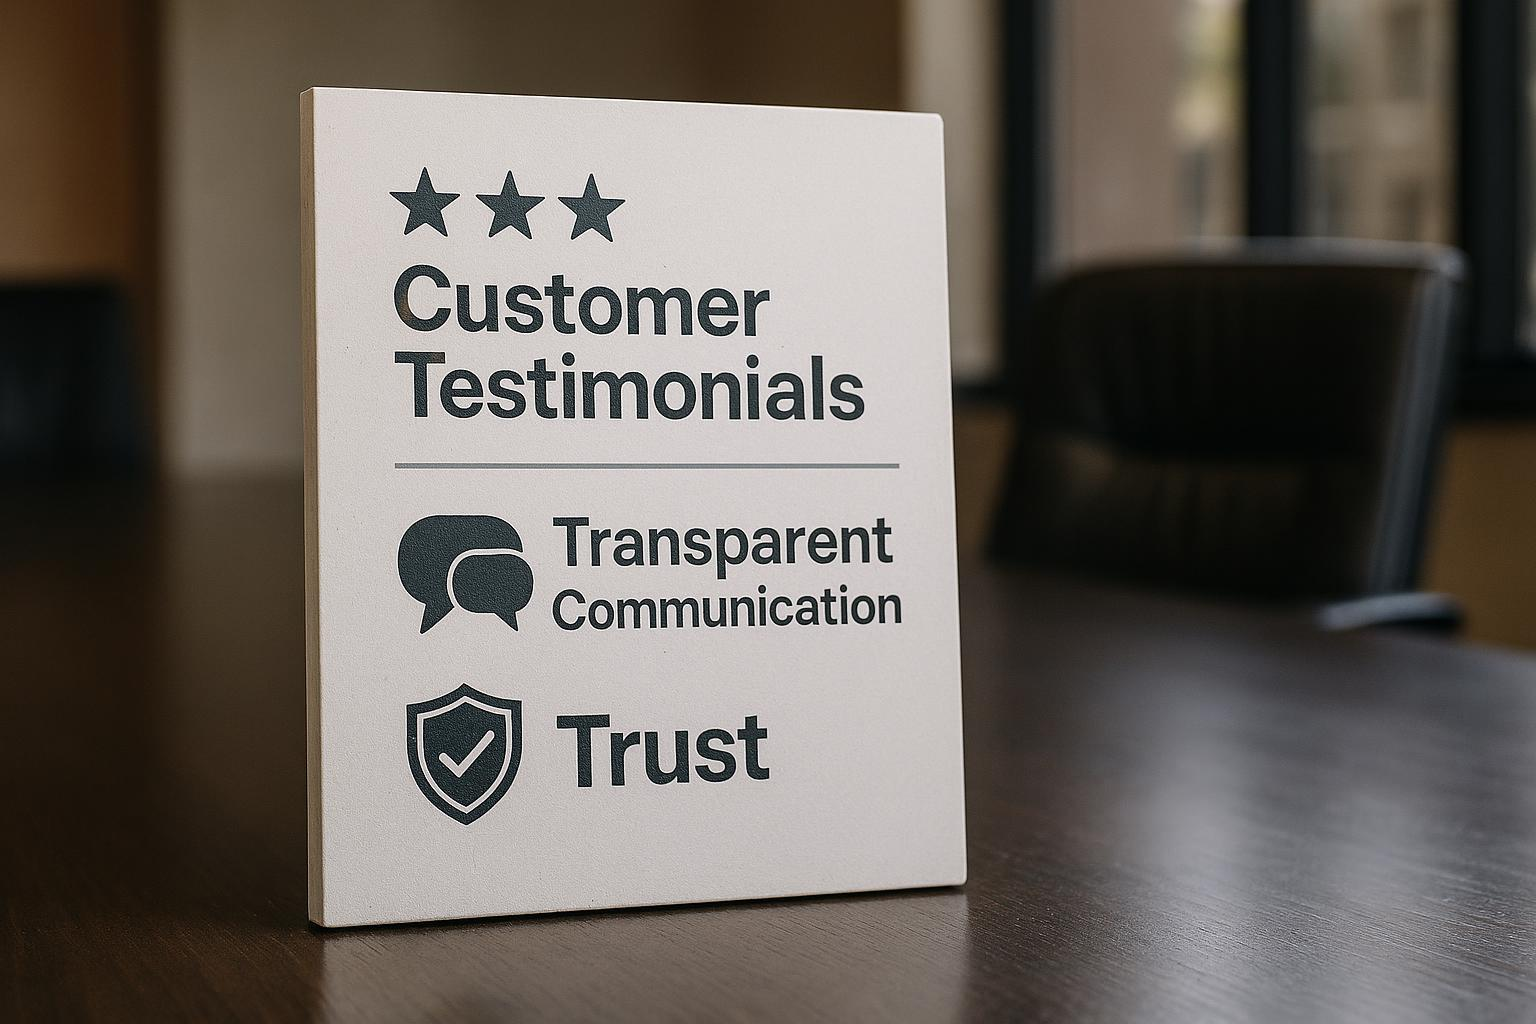 Customer
Testimonials
Transparent
Communication
Trust